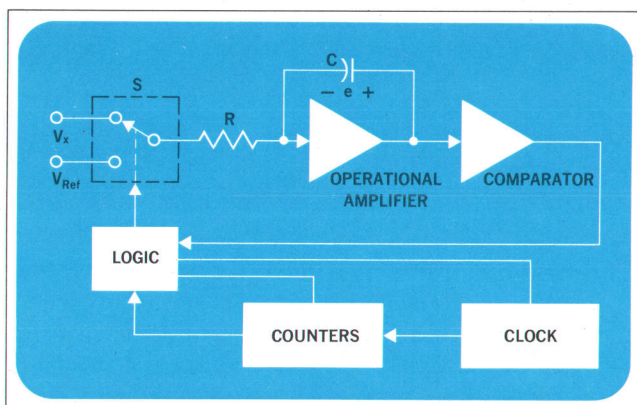 S
C
− e +
R
Vx
VRef
OPERATIONAL
AMPLIFIER
COMPARATOR
LOGIC
COUNTERS
CLOCK